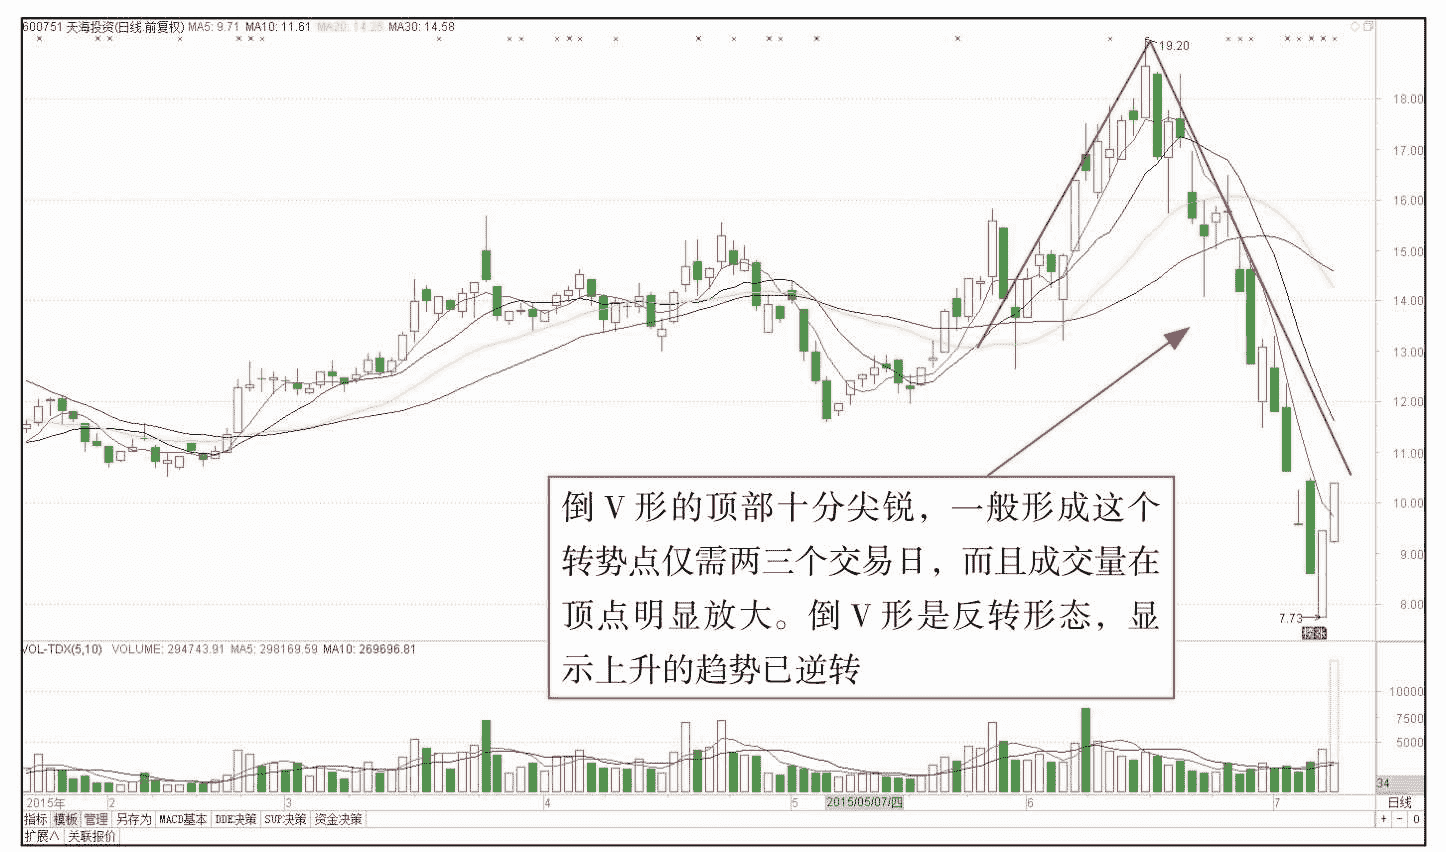 600751 天海投资(日线.前复权) MA5: 9.71 MA10: 11.61 MA20: 14.25 MA30: 14.58
19.20
18.00
17.00
16.00
15.00
14.00
13.00
12.00
11.00
10.00
9.00
8.00
7.73
倒 V 形的顶部十分尖锐，一般形成这个
转势点仅需两三个交易日，而且成交量在
顶点明显放大。倒 V 形是反转形态，显
示上升的趋势已逆转
VOL-TDX(5,10) VOLUME: 294743.91 MA5: 298169.59 MA10: 269696.81
10000
7500
5000
34
2015年 2 3 4 5 2015/05/07/四 6 7 日线
指标 模板 管理 另存为 MACD基本 DDE决策 SUP决策 资金决策 + - 0
扩展∧ 关联报价